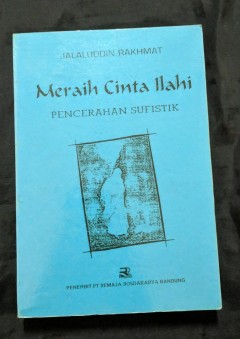 JALALUDDIN RAKHMAT
Meraih Cinta Ilahi
PENCERAHAN SUFISTIK
PENERBIT PT REMAJA ROSDAKARYA BANDUNG